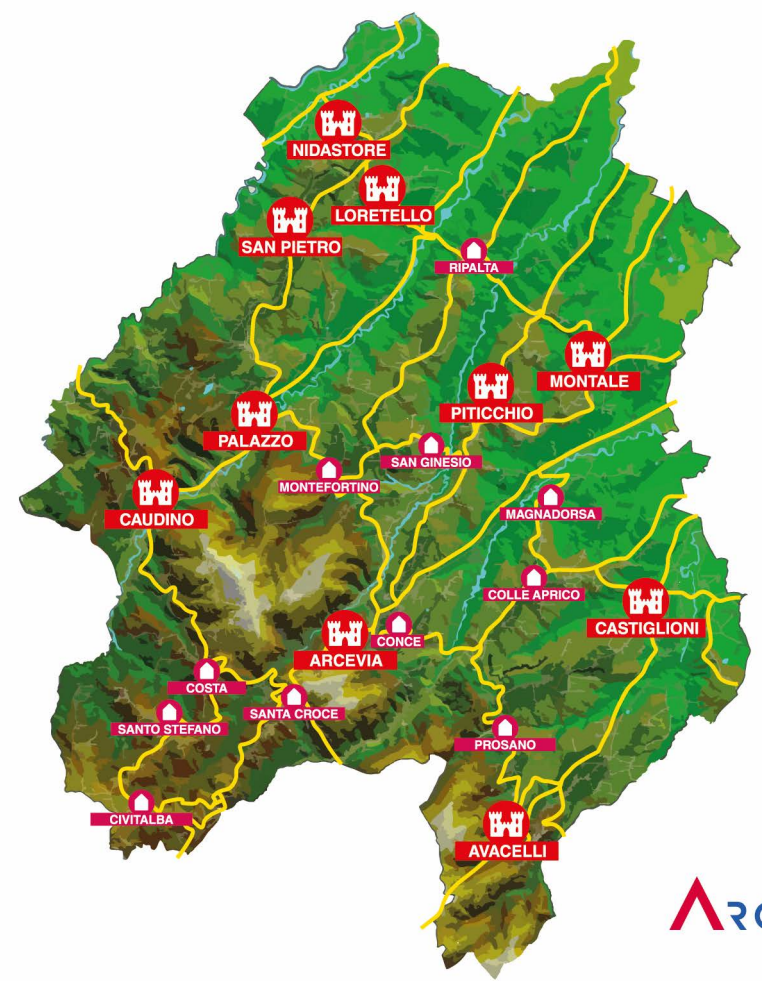 NIDASTORE
LORETELLO
SAN PIETRO
RIPALTA
MONTALE
PITICCHIO
PALAZZO
SAN GINESIO
MONTEFORTINO
CAUDINO
MAGNADORSA
COLLE APRICO
CASTIGLIONI
CONCE
ARCEVIA
COSTA
SANTA CROCE
SANTO STEFANO
PROSANO
CIVITALBA
AVACELLI